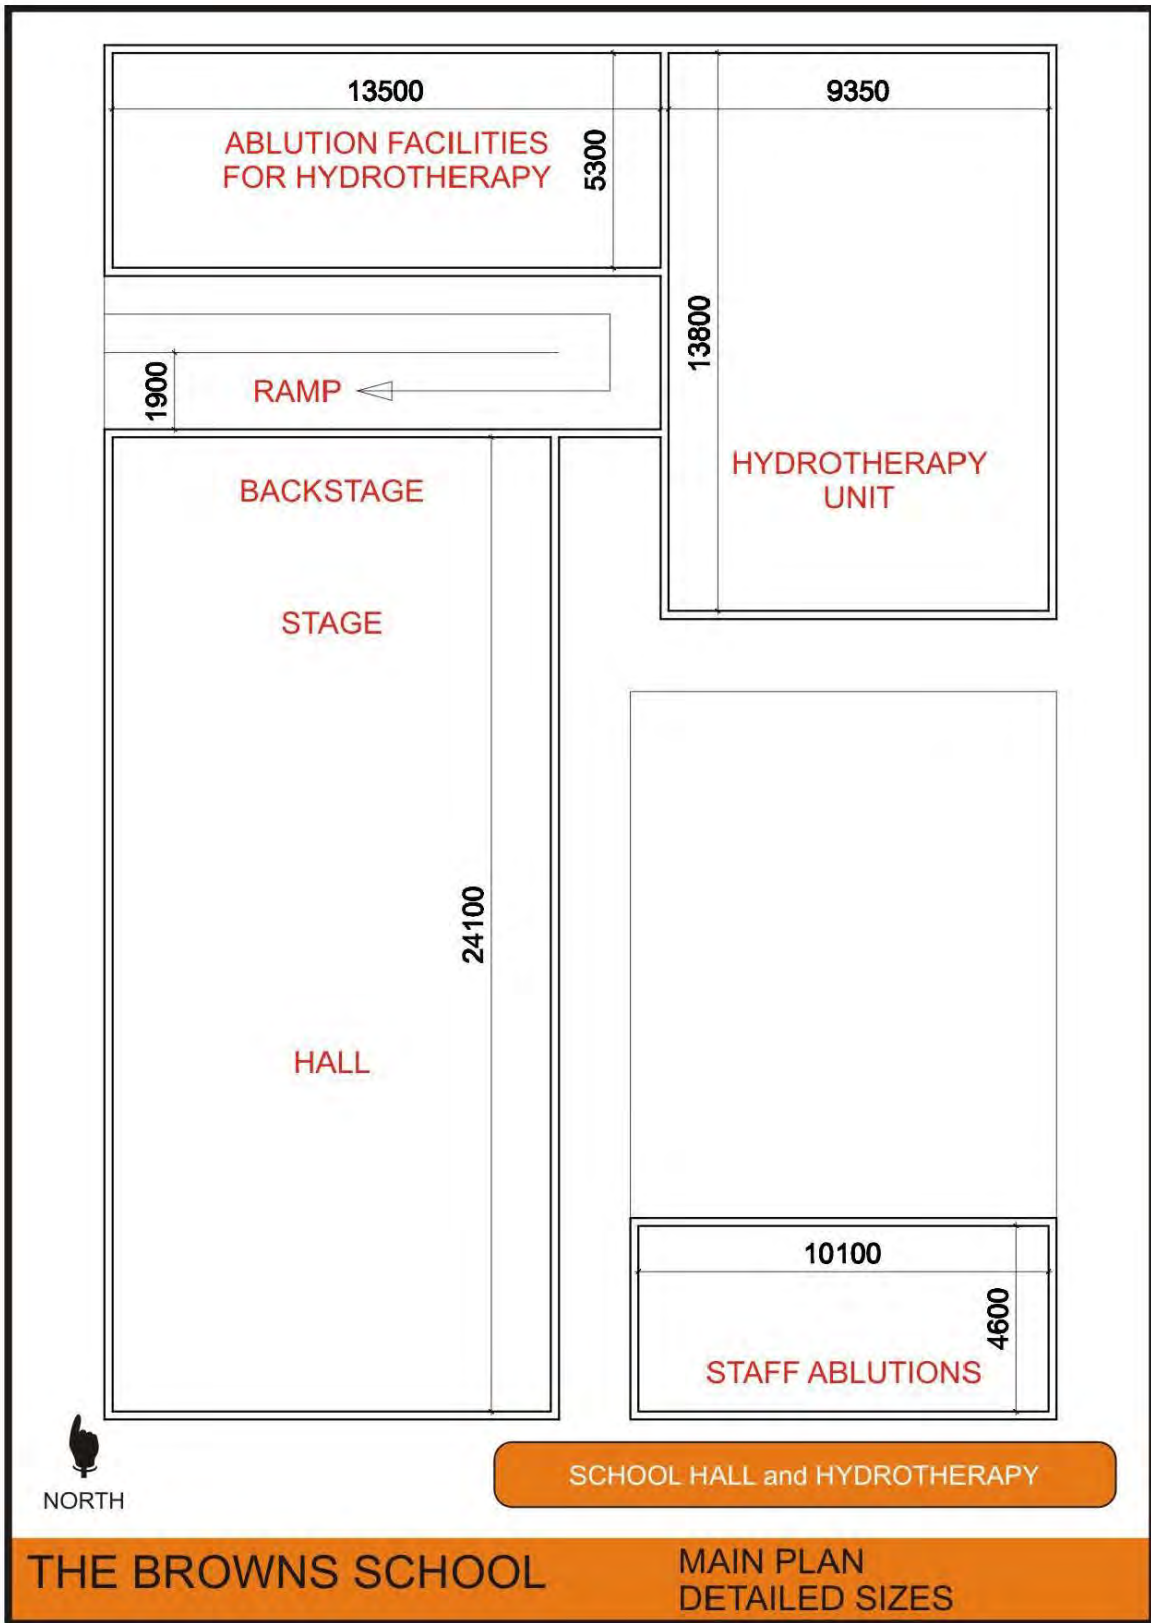 13500
9350
ABLUTION FACILITIES
FOR HYDROTHERAPY
5300
13800
1900
RAMP
BACKSTAGE
HYDROTHERAPY
UNIT
STAGE
24100
HALL
10100
4600
STAFF ABLUTIONS
NORTH
SCHOOL HALL and HYDROTHERAPY
THE BROWNS SCHOOL
MAIN PLAN
DETAILED SIZES